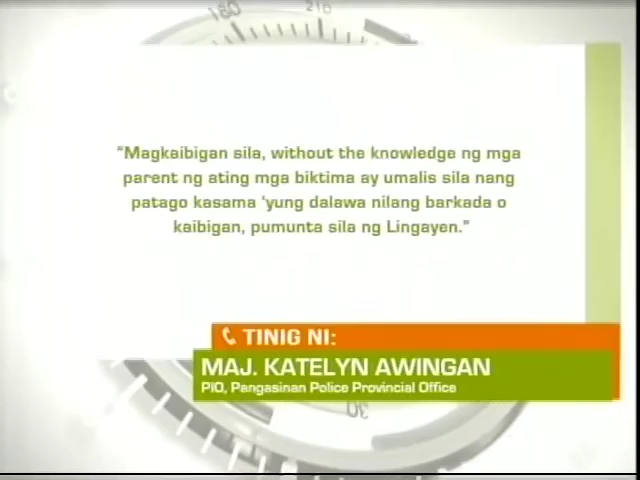 “Magkaibigan sila, without the knowledge ng mga
parent ng ating mga biktima ay umalis sila nang
patago kasama ‘yung dalawa nilang barkada o
kaibigan, pumunta sila ng Lingayen.”
TINIG NI:
MAJ. KATELYN AWINGAN
PIO, Pangasinan Police Provincial Office
30